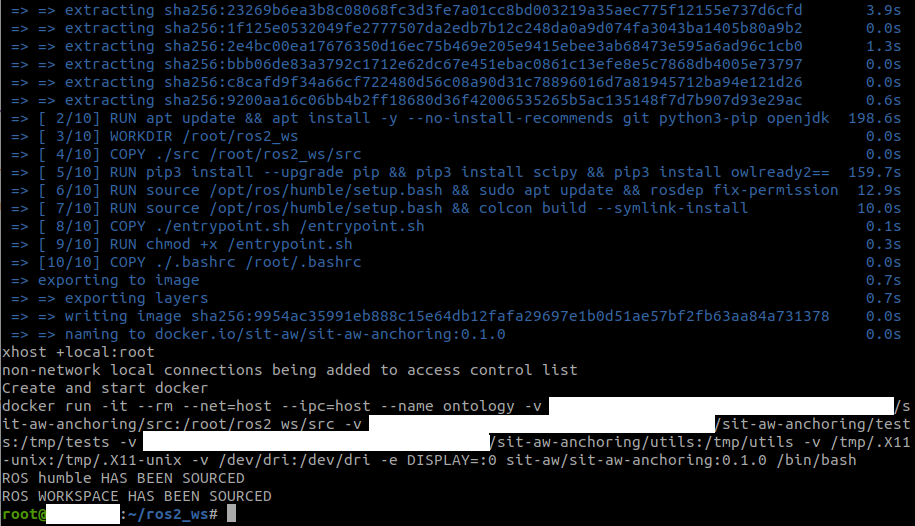 => => extracting sha256:23269b6ea3b8c08068fc3d3fe7a01cc8bd003219a35aec775f12155e737d6cfd 3.9s
=> => extracting sha256:1f125e0532049fe2777507da2edb7b12c248da0a9d074fa3043ba1405b80a9b2 0.0s
=> => extracting sha256:2e4bc00ea17676350d16ec75b469e205e9415ebee3ab68473e595a6ad96c1cb0 1.3s
=> => extracting sha256:bbb06de83a3792c1712e62dc67e451ebac0861c13efe8e5c7868db4005e73797 0.0s
=> => extracting sha256:c8cafd9f34a66cf722480d56c08a90d31c78896016d7a81945712ba94e121d26 0.0s
=> => extracting sha256:9200aa16c06bb4b2ff18680d36f42006535265b5ac135148f7d7b907d93e29ac 0.6s
=> [ 2/10] RUN apt update && apt install -y --no-install-recommends git python3-pip openjdk 198.6s
=> [ 3/10] WORKDIR /root/ros2_ws 0.0s
=> [ 4/10] COPY ./src /root/ros2_ws/src 0.0s
=> [ 5/10] RUN pip3 install --upgrade pip && pip3 install scipy && pip3 install owlready2== 159.7s
=> [ 6/10] RUN source /opt/ros/humble/setup.bash && sudo apt update && rosdep fix-permission 12.9s
=> [ 7/10] RUN source /opt/ros/humble/setup.bash && colcon build --symlink-install 10.0s
=> [ 8/10] COPY ./entrypoint.sh /entrypoint.sh 0.1s
=> [ 9/10] RUN chmod +x /entrypoint.sh 0.3s
=> [10/10] COPY ./.bashrc /root/.bashrc 0.0s
=> exporting to image 0.7s
=> => exporting layers 0.7s
=> => writing image sha256:9954ac35991eb888c15e64db12fafa29697e1b0d51ae57bf2fb63aa84a731378 0.0s
=> => naming to docker.io/sit-aw/sit-aw-anchoring:0.1.0 0.0s
xhost +local:root
non-network local connections being added to access control list
Create and start docker
docker run -it --rm --net=host --ipc=host --name ontology -v /s
it-aw-anchoring/src:/root/ros2_ws/src -v /sit-aw-anchoring/test
s:/tmp/tests -v /sit-aw-anchoring/utils:/tmp/utils -v /tmp/.X11
-unix:/tmp/.X11-unix -v /dev/dri:/dev/dri -e DISPLAY=:0 sit-aw/sit-aw-anchoring:0.1.0 /bin/bash
ROS humble HAS BEEN SOURCED
ROS WORKSPACE HAS BEEN SOURCED
root@ :~/ros2_ws#